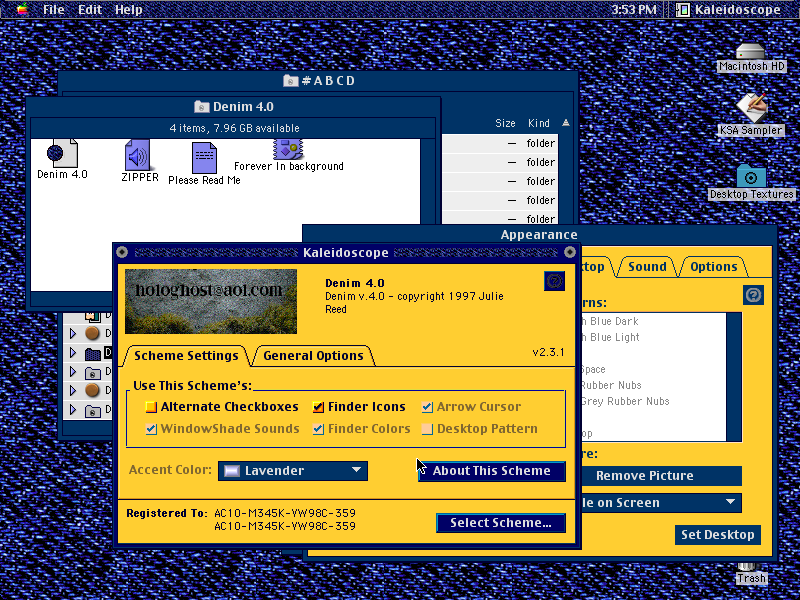 File Edit Help
3:53 PM
Kaleidoscope
Macintosh HD
KSA Sampler
Desktop Textures
Trash
#ABCD
Size Kind
— folder
— folder
— folder
— folder
— folder
Denim 4.0
4 items, 7.96 GB available
Denim 4.0
ZIPPER
Please Read Me
Forever In background
D
D
D
D
D
D
Appearance
top
Sound
Options
rns:
h Blue Dark
h Blue Light
Space
Rubber Nubs
Grey Rubber Nubs
op
re:
Remove Picture
le on Screen
Set Desktop
Kaleidoscope
hologhost@aol.com
Denim 4.0
Denim v.4.0 - copyright 1997 Julie
Reed
Scheme Settings
General Options
v2.3.1
Use This Scheme's:
Alternate Checkboxes
Finder Icons
Arrow Cursor
WindowShade Sounds
Finder Colors
Desktop Pattern
Accent Color:
Lavender
About This Scheme
Registered To: AC10-M345K-YW98C-359
AC10-M345K-YW98C-359
Select Scheme...